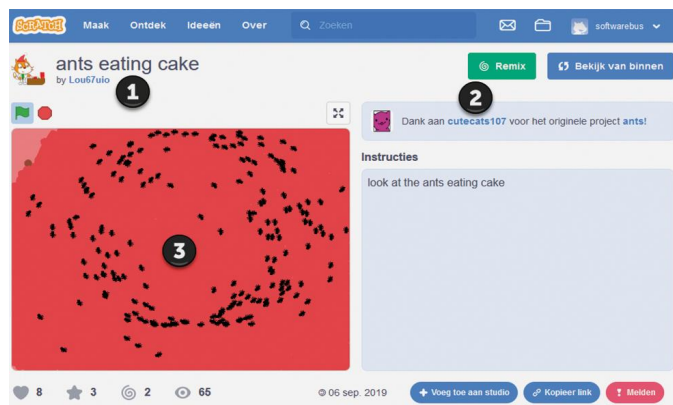 SCRATCH Maak Ontdek Ideeën Over Zoeken softwarebus
ants eating cake
by Lou67uio
Remix Bekijk van binnen
1
2
Dank aan cutecats107 voor het originele project ants!
Instructies
look at the ants eating cake
3
8 3 2 65 © 06 sep. 2019 Voeg toe aan studio Kopieer link Melden